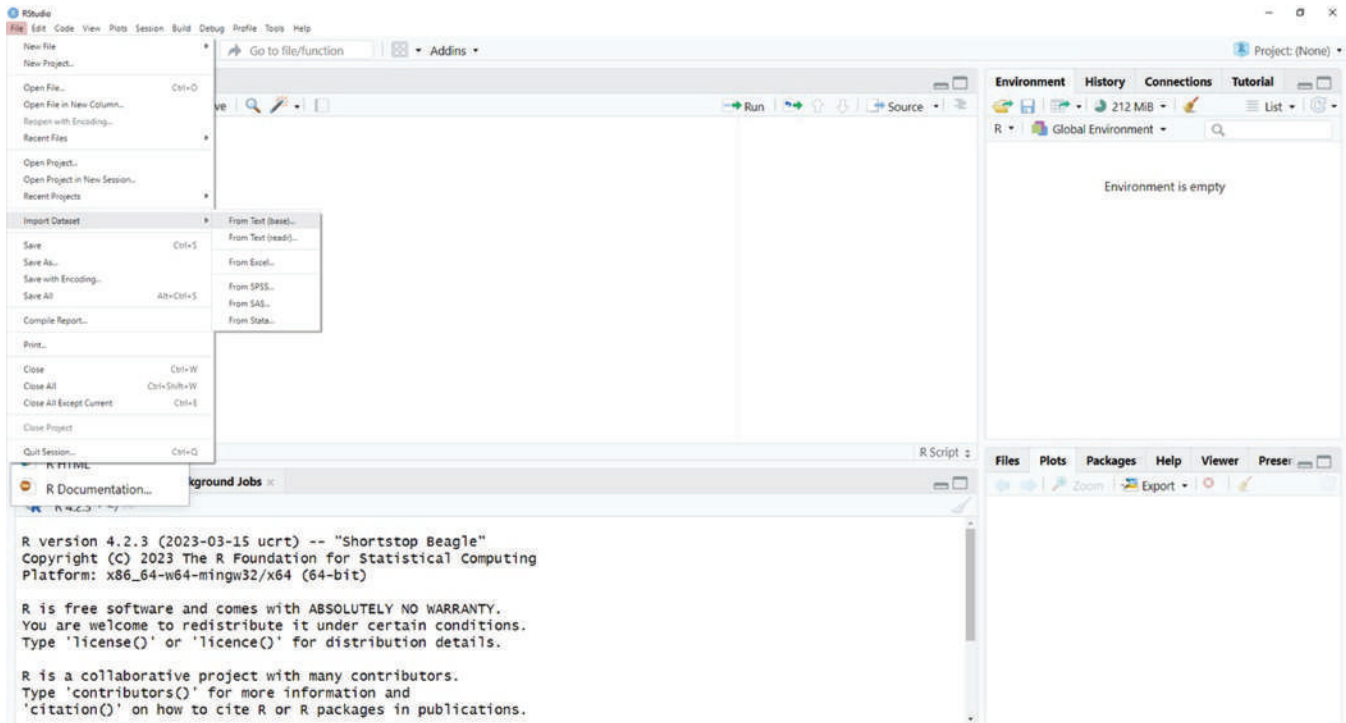 RStudio
File Edit Code View Plots Session Build Debug Profile Tools Help
Go to file/function
Addins
Project: (None)
New File
New Project...
Open File... Ctrl+O
Open File in New Column...
Reopen with Encoding...
Recent Files
Open Project...
Open Project in New Session...
Recent Projects
Import Dataset
Save Ctrl+S
Save As...
Save with Encoding...
Save All Alt+Ctrl+S
Compile Report...
Print...
Close Ctrl+W
Close All Ctrl+Shift+W
Close All Except Current Ctrl+E
Close Project
Quit Session... Ctrl+Q
From Text (base)...
From Text (readr)...
From Excel...
From SPSS...
From SAS...
From Stata...
ve
Run
Source
R Script
R HTML
R Documentation...
kground Jobs
R 4.2.3 · ~/
R version 4.2.3 (2023-03-15 ucrt) -- "Shortstop Beagle"
Copyright (C) 2023 The R Foundation for Statistical Computing
Platform: x86_64-w64-mingw32/x64 (64-bit)
R is free software and comes with ABSOLUTELY NO WARRANTY.
You are welcome to redistribute it under certain conditions.
Type 'license()' or 'licence()' for distribution details.
R is a collaborative project with many contributors.
Type 'contributors()' for more information and
'citation()' on how to cite R or R packages in publications.
Environment History Connections Tutorial
212 MiB
List
R
Global Environment
Environment is empty
Files Plots Packages Help Viewer Preser
Zoom Export